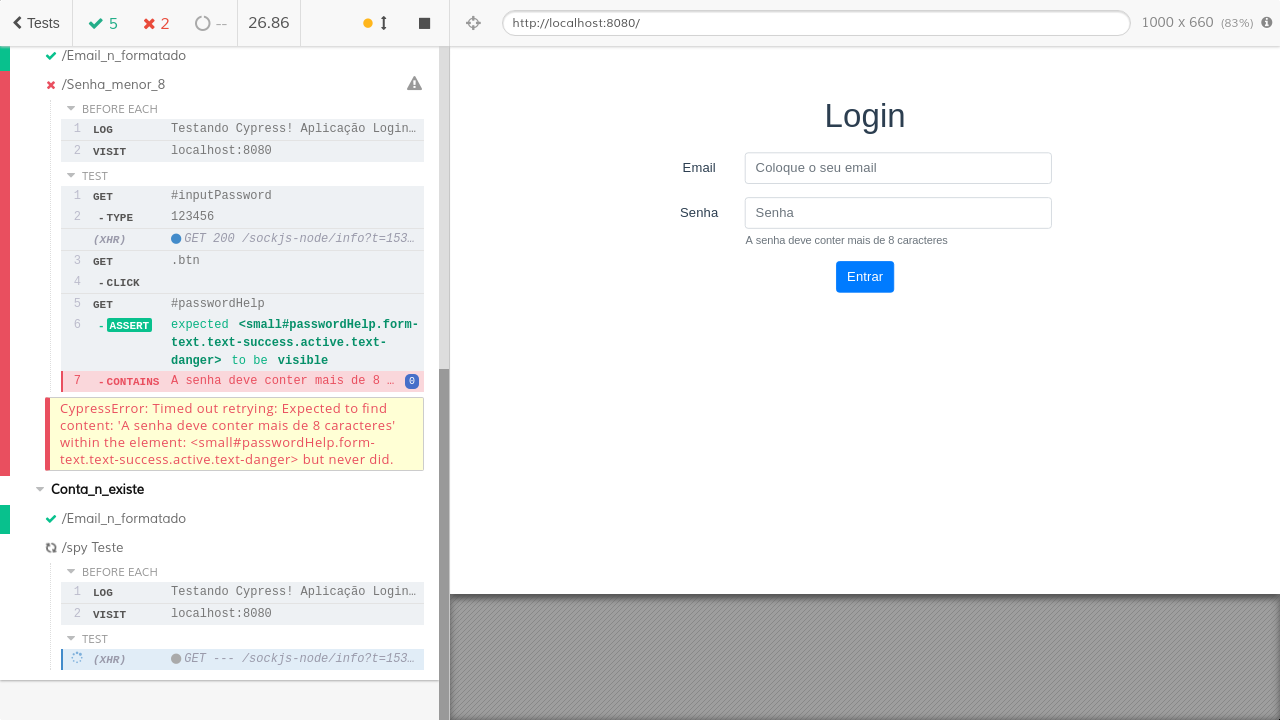 Tests 5 2 -- 26.86
http://localhost:8080/ 1000 x 660 (83%)
/Email_n_formatado
/Senha_menor_8
BEFORE EACH
1 LOG Testando Cypress! Aplicação Login…
2 VISIT localhost:8080
TEST
1 GET #inputPassword
2 - TYPE 123456
(XHR) GET 200 /sockjs-node/info?t=153…
3 GET .btn
4 - CLICK
5 GET #passwordHelp
6 - ASSERT expected <small#passwordHelp.form-
text.text-success.active.text-
danger> to be visible
7 - CONTAINS A senha deve conter mais de 8 … 0
CypressError: Timed out retrying: Expected to find
content: 'A senha deve conter mais de 8 caracteres'
within the element: <small#passwordHelp.form-
text.text-success.active.text-danger> but never did.
Conta_n_existe
/Email_n_formatado
/spy Teste
BEFORE EACH
1 LOG Testando Cypress! Aplicação Login…
2 VISIT localhost:8080
TEST
(XHR) GET --- /sockjs-node/info?t=153…
Login
Email Coloque o seu email
Senha Senha
A senha deve conter mais de 8 caracteres
Entrar